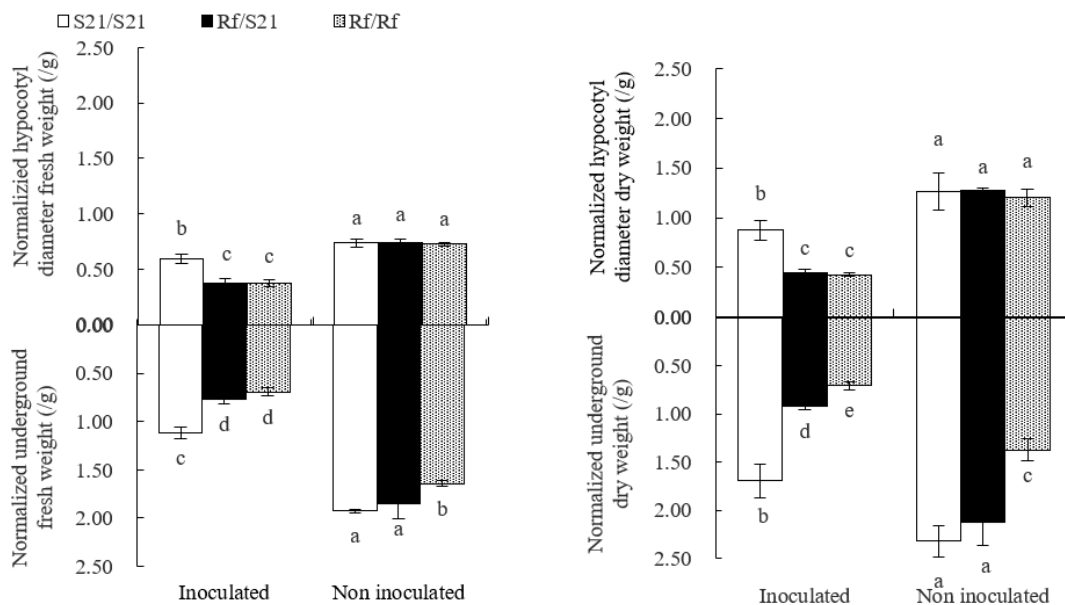 S21/S21 Rf/S21 Rf/Rf
Normalizied hypocotyl
diameter fresh weight (/g)
2.50
2.00
1.50
1.00
0.50
0.00
b
c
c
a
a
a
Normalized underground
fresh weight (/g)
0.00
0.50
1.00
1.50
2.00
2.50
c
d
d
a
a
b
Inoculated Non inoculated
Normalized hypocotyl
diameter dry weight (/g)
2.50
2.00
1.50
1.00
0.50
0.00
b
c
c
a
a
a
Normalized underground
dry weight (/g)
0.50
1.00
1.50
2.00
2.50
b
d
e
a
a
c
Inoculated Non inoculated